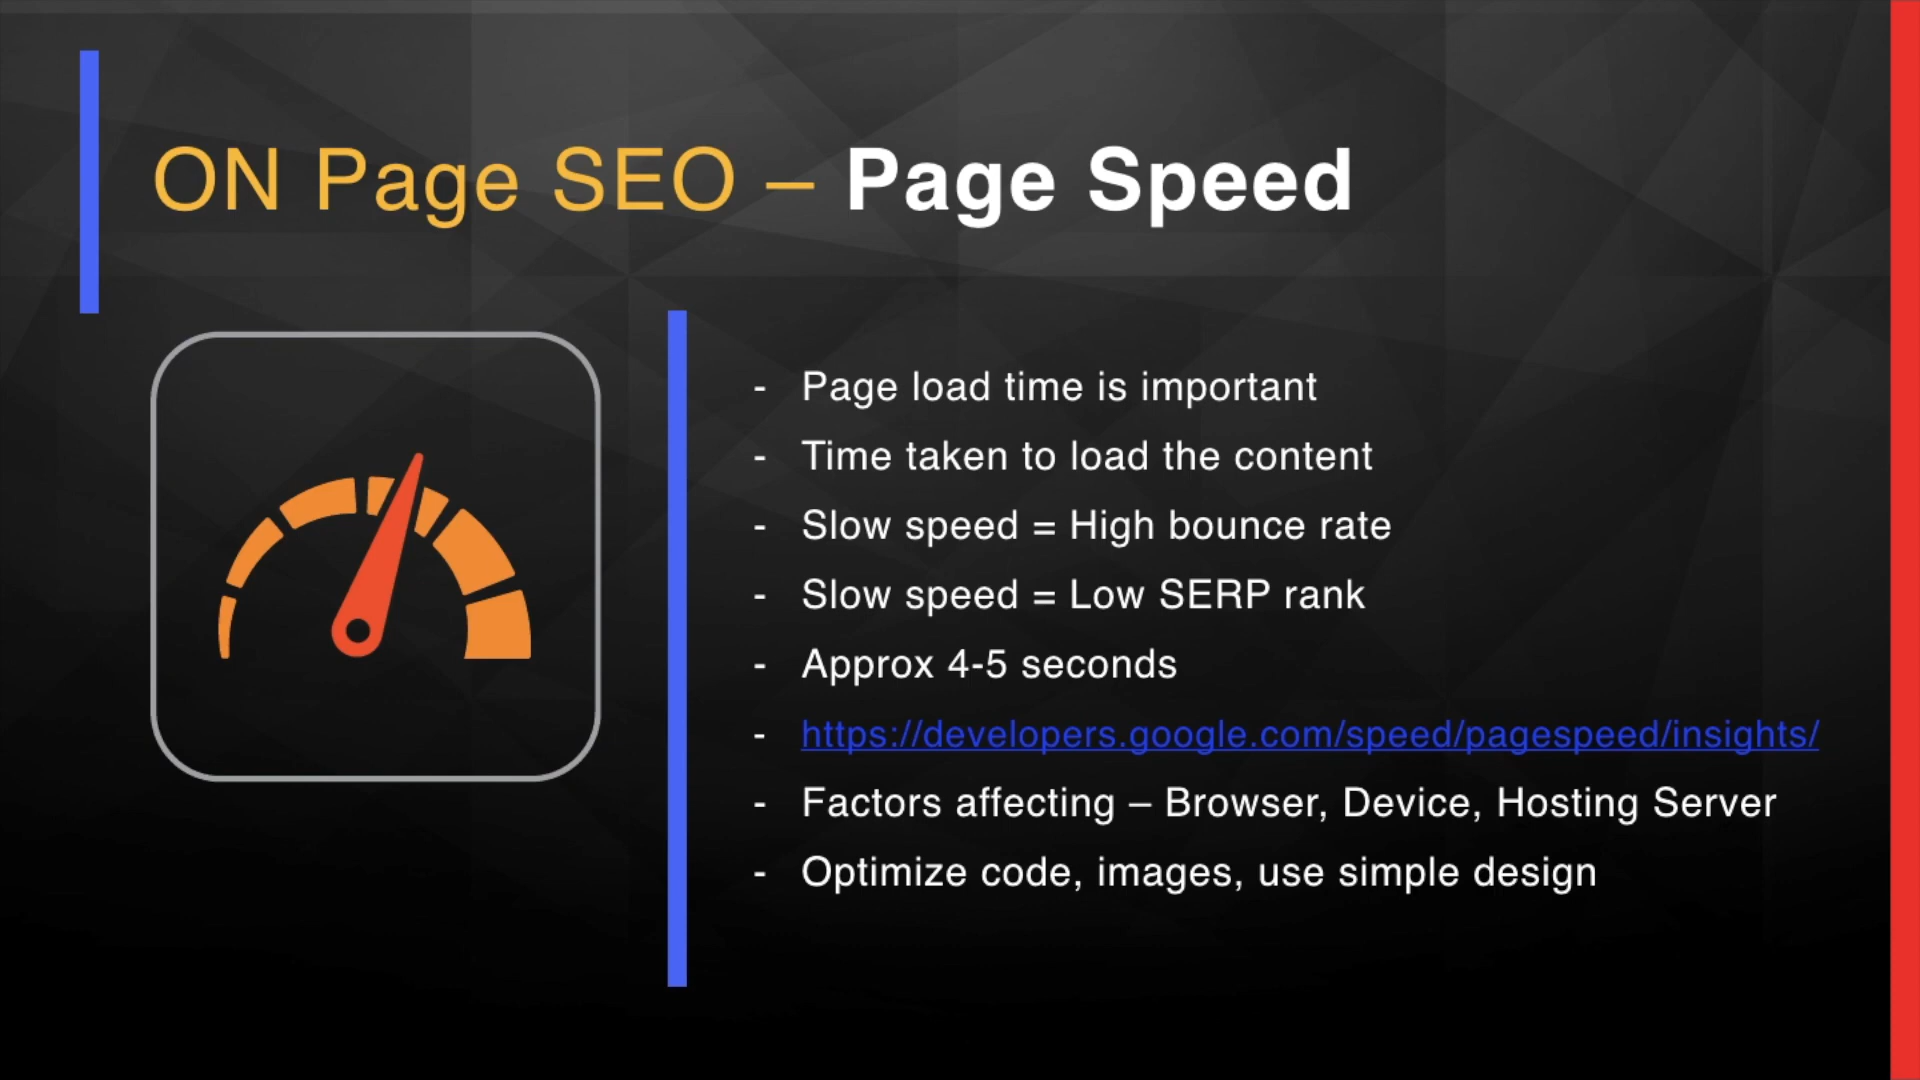 ON Page SEO – Page Speed
- Page load time is important
- Time taken to load the content
- Slow speed = High bounce rate
- Slow speed = Low SERP rank
- Approx 4-5 seconds
- https://developers.google.com/speed/pagespeed/insights/
- Factors affecting – Browser, Device, Hosting Server
- Optimize code, images, use simple design